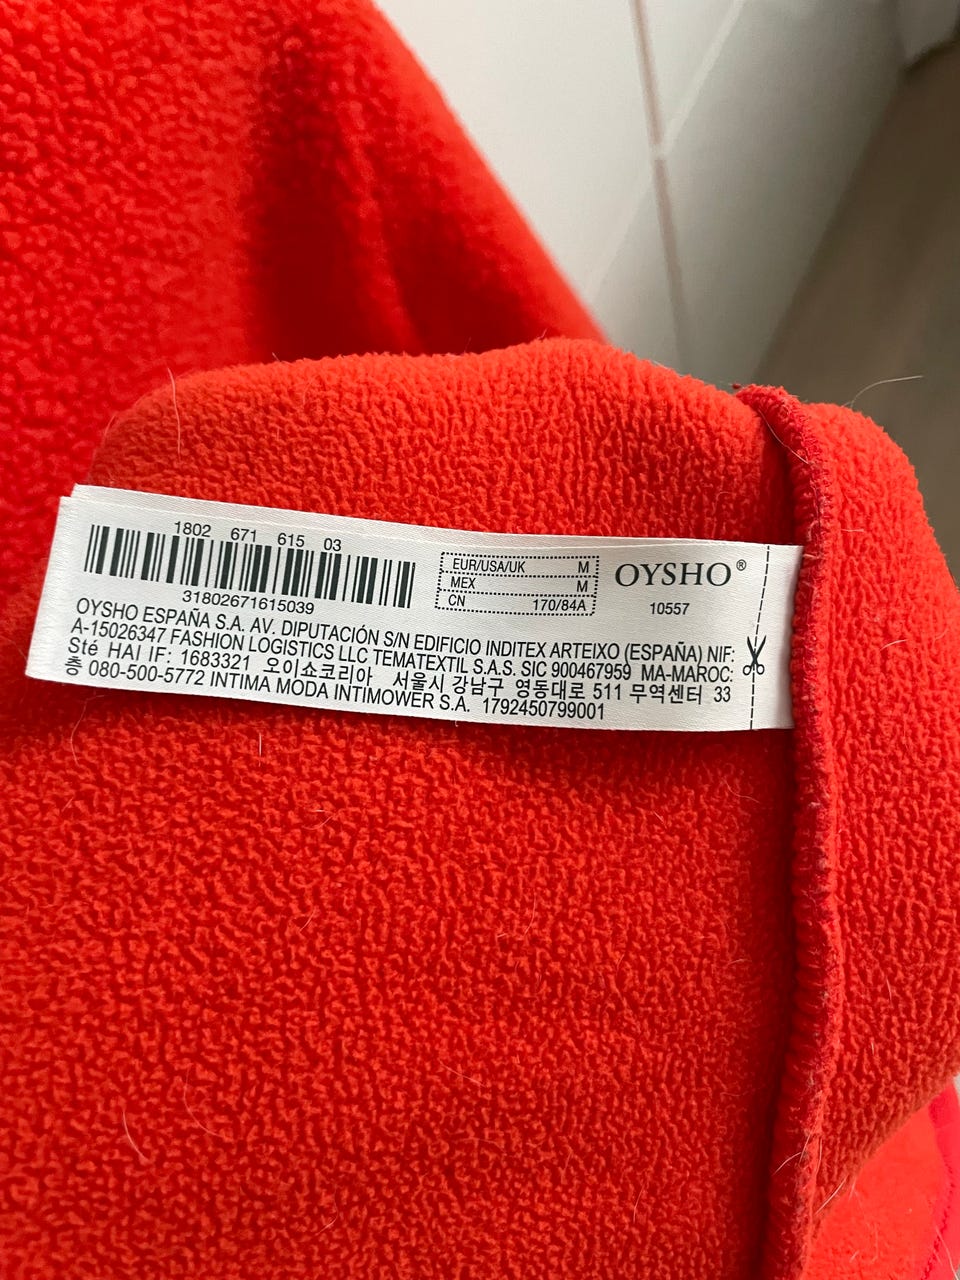 1802 671 615 03
31802671615039
EUR/USA/UK M
MEX M
CN 170/84A
OYSHO®
10557
OYSHO ESPAÑA S.A. AV. DIPUTACIÓN S/N EDIFICIO INDITEX ARTEIXO (ESPAÑA) NIF:
A-15026347 FASHION LOGISTICS LLC TEMATEXTIL S.A.S. SIC 900467959 MA-MAROC:
Sté HAI IF: 1683321 오이쇼코리아 서울시 강남구 영동대로 511 무역센터 33
층 080-500-5772 INTIMA MODA INTIMOWER S.A. 1792450799001